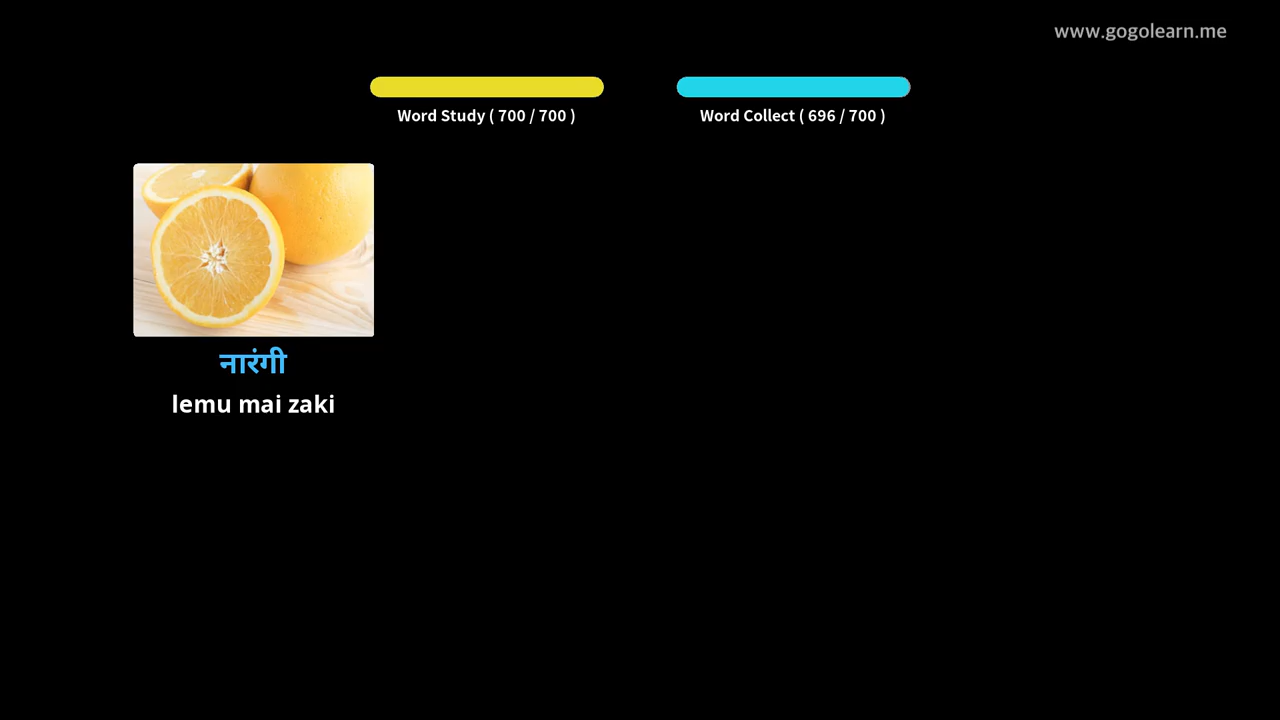 www.gogolearn.me
Word Study ( 700 / 700 )
Word Collect ( 696 / 700 )
नारंगी
lemu mai zaki